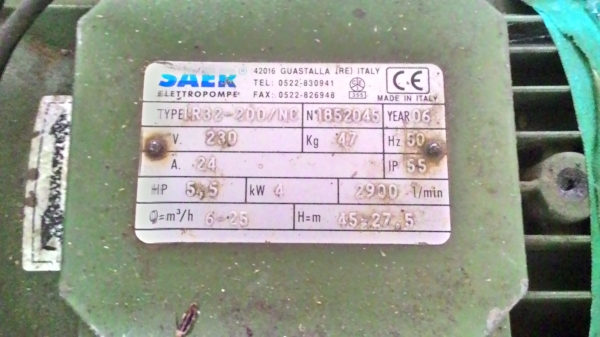 SAER®
ELETTROPOMPE
42016 GUASTALLA (RE) ITALY
TEL: 0522-830941
FAX: 0522-826948
CE
MADE IN ITALY
TYPE IR32-200/NC N° 1852045 YEAR 06
V. 230 Kg 47 Hz 50
A. 24 IP 55
HP 5,5 kW 4 2900 1/min
Q=m³/h 6-25 H=m 45-27,5